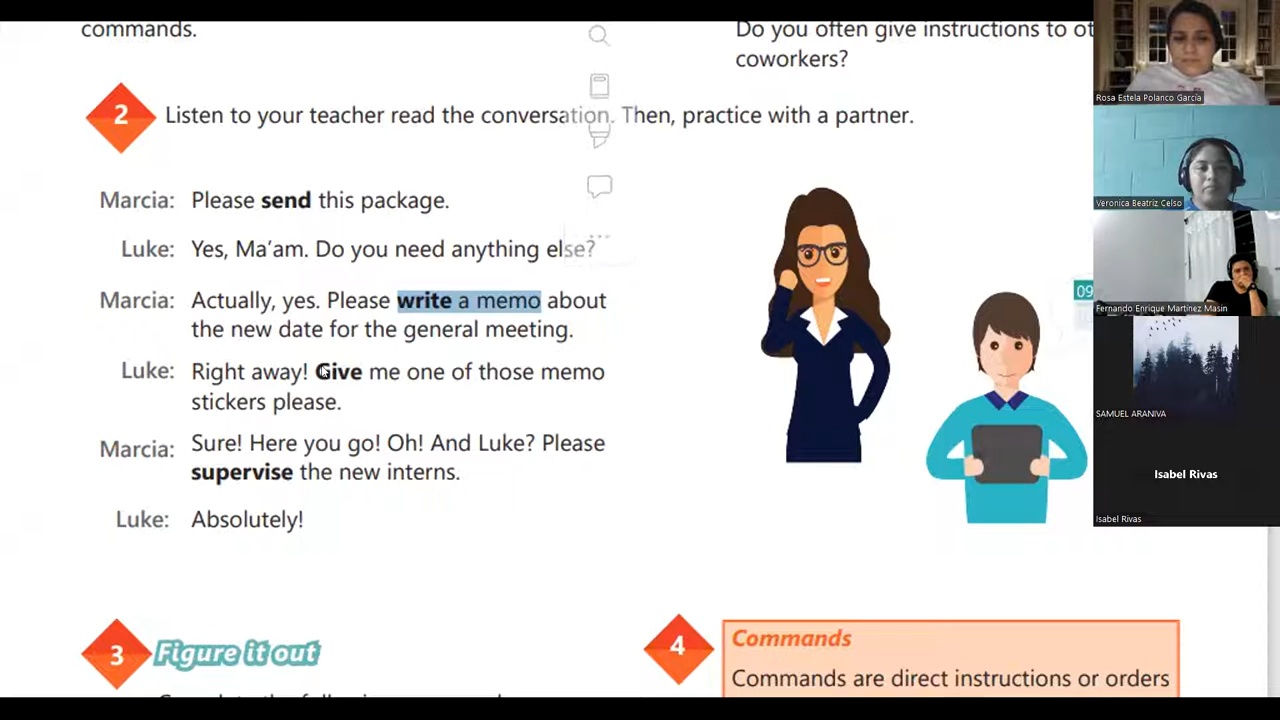 commands.
Do you often give instructions to ot
coworkers?
2 Listen to your teacher read the conversation. Then, practice with a partner.
Marcia: Please send this package.
Luke: Yes, Ma'am. Do you need anything else?
Marcia: Actually, yes. Please write a memo about
the new date for the general meeting.
Luke: Right away! Give me one of those memo
stickers please.
Marcia: Sure! Here you go! Oh! And Luke? Please
supervise the new interns.
Luke: Absolutely!
3 Figure it out
4 Commands
Commands are direct instructions or orders
09
Rosa Estela Polanco García
Veronica Beatriz Celso
Fernando Enrique Martínez Masin
SAMUEL ARANIVA
Isabel Rivas
Isabel Rivas